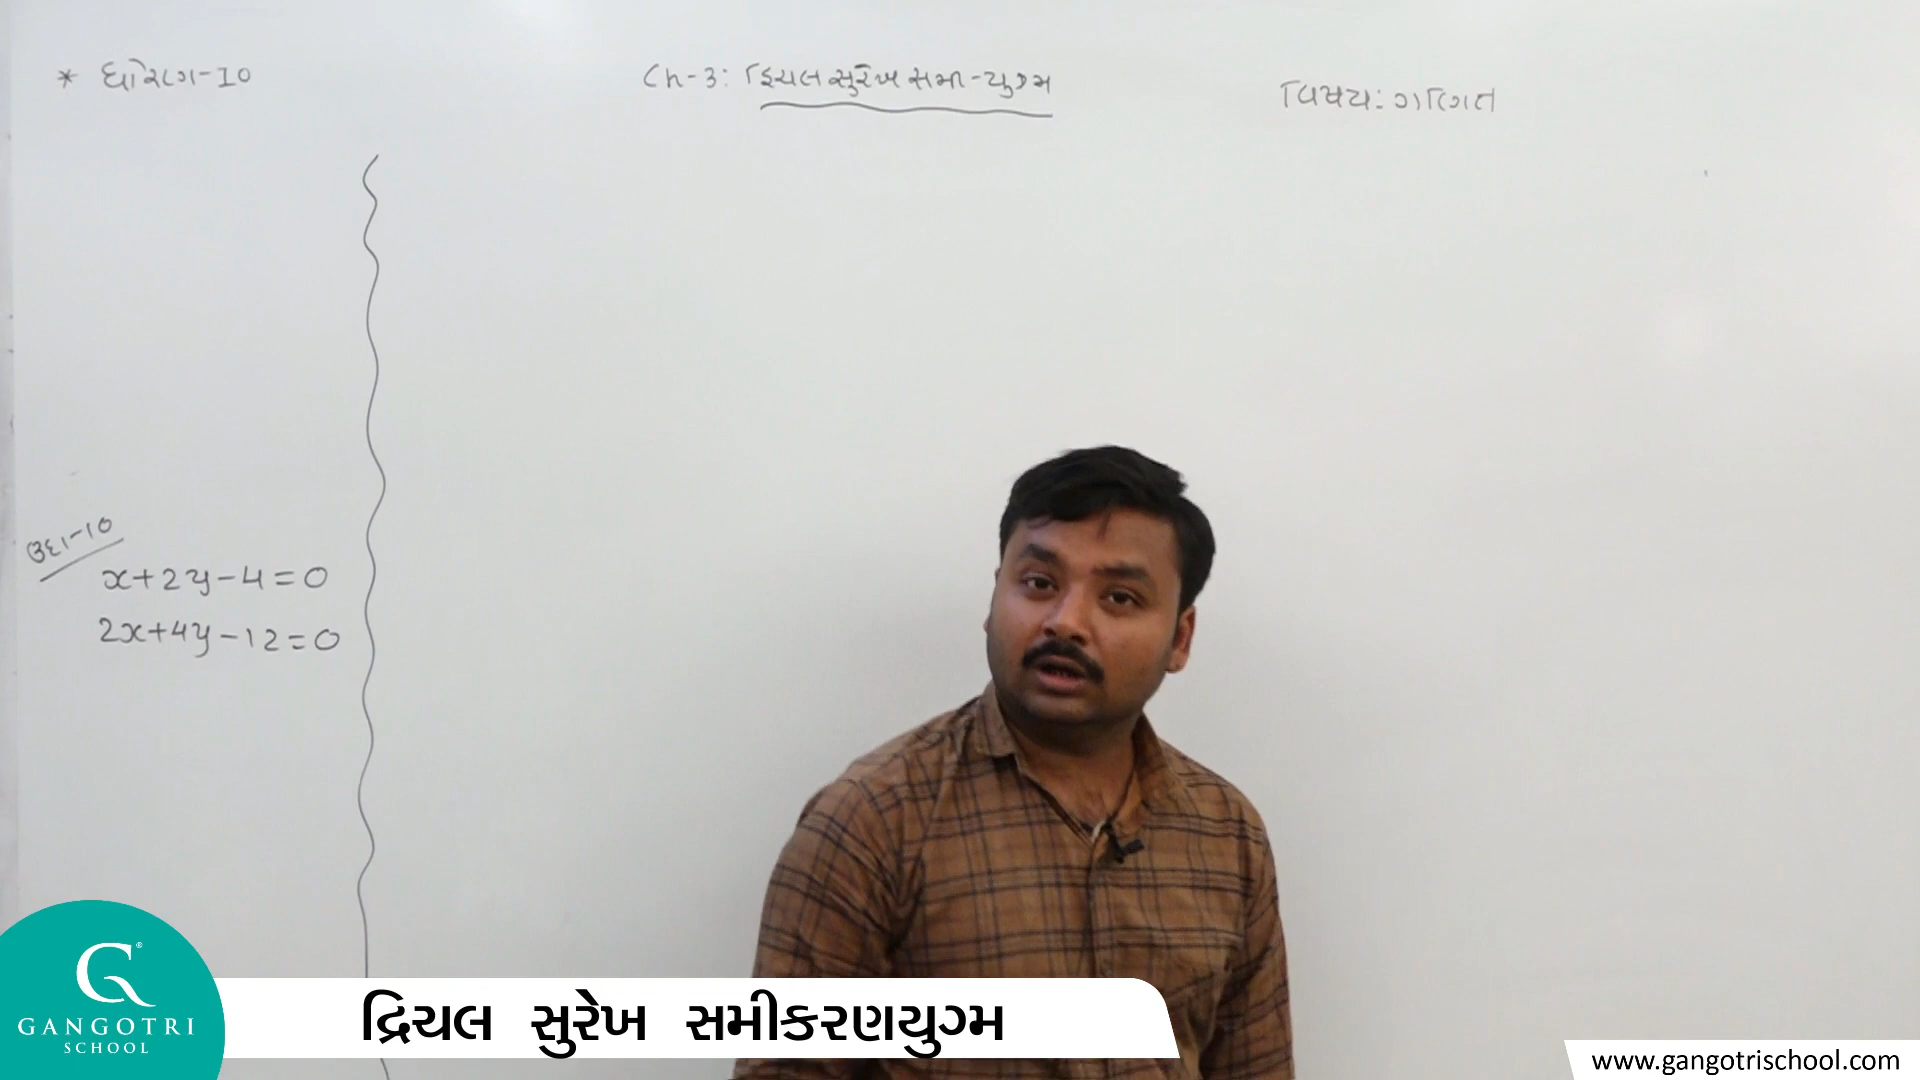 * ધોરણ-10
Ch-3: દ્વિચલ સુરેખ સમી-યુગ્મ
વિષય: ગણિત
ઉદા-10
x+2y-4=0
2x+4y-12=0
GANGOTRI
SCHOOL
દ્રિચલ સુરેખ સમીકરણયુગ્મ
www.gangotrischool.com